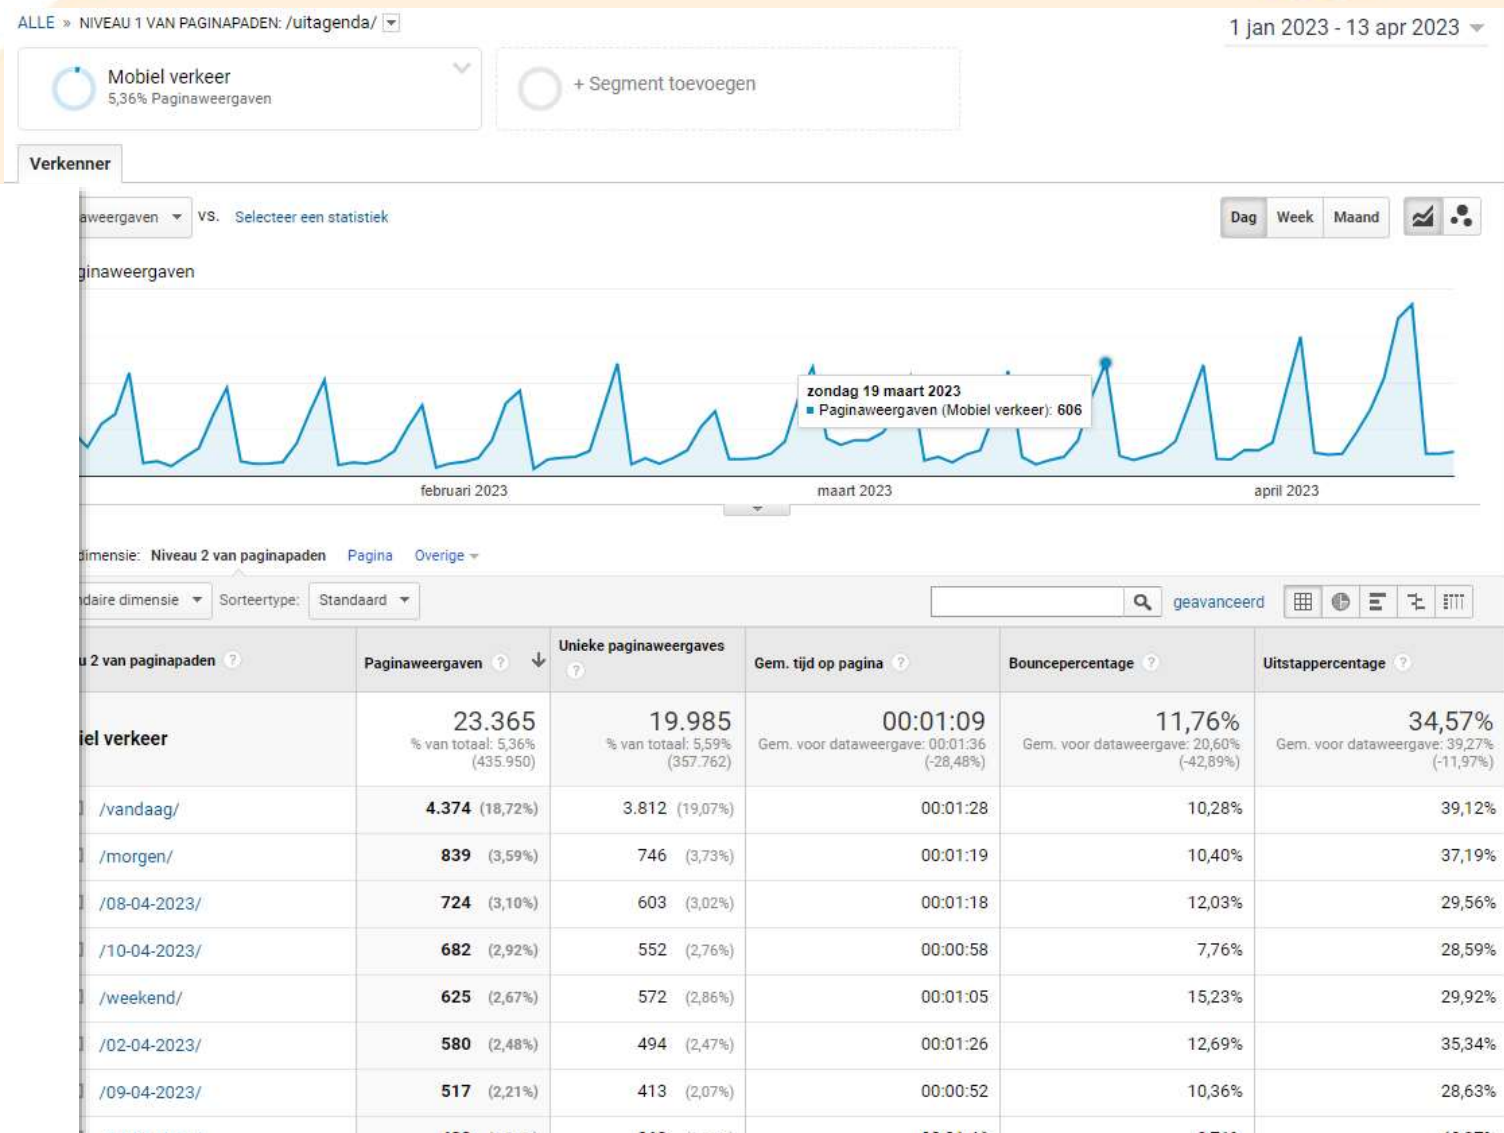 ALLE » NIVEAU 1 VAN PAGINAPADEN: /uitagenda/
1 jan 2023 - 13 apr 2023
Mobiel verkeer
5,36% Paginaweergaven
+ Segment toevoegen
Verkenner
aweergaven VS. Selecteer een statistiek
Dag Week Maand
ginaweergaven
zondag 19 maart 2023
Paginaweergaven (Mobiel verkeer): 606
februari 2023 maart 2023 april 2023
dimensie: Niveau 2 van paginapaden Pagina Overige
daire dimensie Sorteertype: Standaard geavanceerd
u 2 van paginapaden ? Paginaweergaven ? Unieke paginaweergaves ? Gem. tijd op pagina ? Bouncepercentage ? Uitstappercentage ?
iel verkeer 23.365 19.985 00:01:09 11,76% 34,57%
% van totaal: 5,36% % van totaal: 5,59% Gem. voor dataweergave: 00:01:36 Gem. voor dataweergave: 20,60% Gem. voor dataweergave: 39,27%
(435.950) (357.762) (-28,48%) (-42,89%) (-11,97%)
/vandaag/ 4.374 (18,72%) 3.812 (19,07%) 00:01:28 10,28% 39,12%
/morgen/ 839 (3,59%) 746 (3,73%) 00:01:19 10,40% 37,19%
/08-04-2023/ 724 (3,10%) 603 (3,02%) 00:01:18 12,03% 29,56%
/10-04-2023/ 682 (2,92%) 552 (2,76%) 00:00:58 7,76% 28,59%
/weekend/ 625 (2,67%) 572 (2,86%) 00:01:05 15,23% 29,92%
/02-04-2023/ 580 (2,48%) 494 (2,47%) 00:01:26 12,69% 35,34%
/09-04-2023/ 517 (2,21%) 413 (2,07%) 00:00:52 10,36% 28,63%